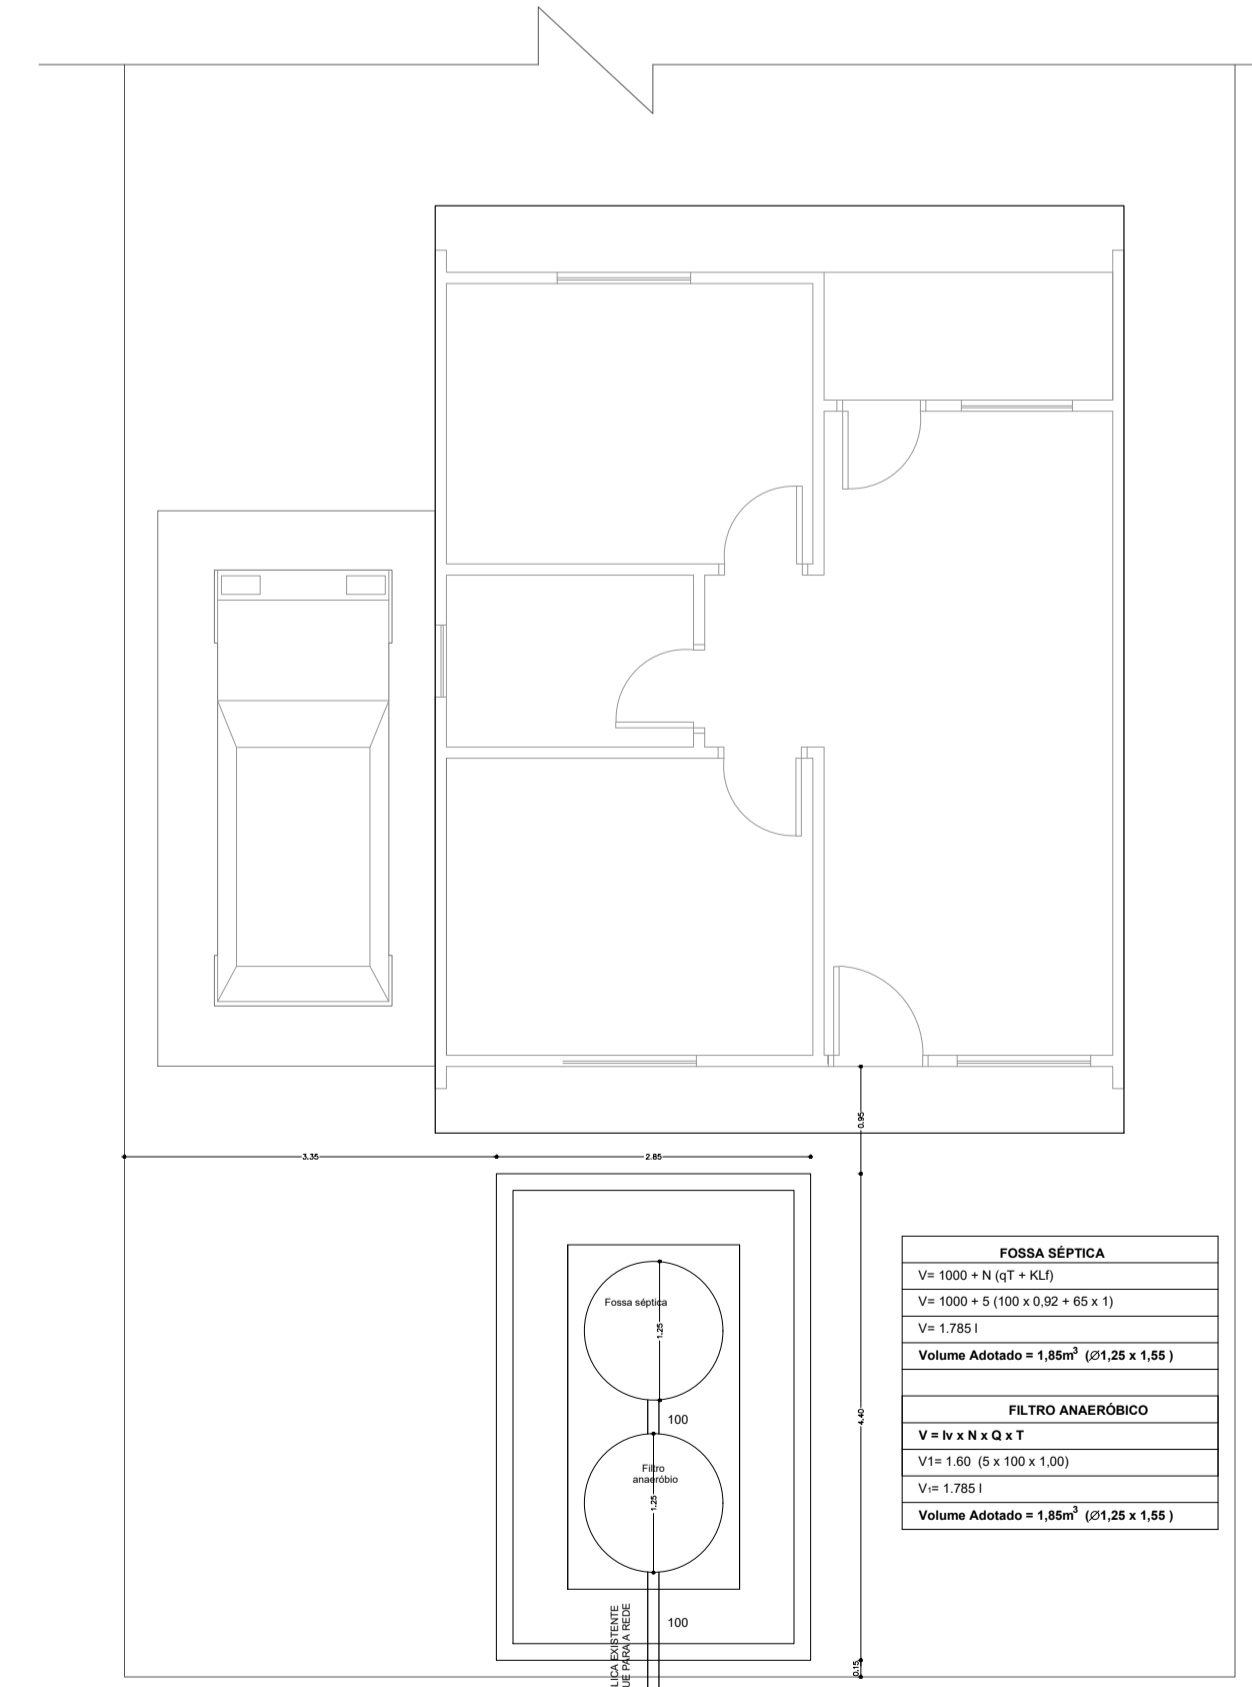 0.95
3.35
2.85
Fossa séptica
1.25
100
Filtro
anaeróbio
1.25
100
4.40
0.15
LICA EXISTENTE
UE PARA A REDE
FOSSA SÉPTICA
V= 1000 + N (qT + KLf)
V= 1000 + 5 (100 x 0,92 + 65 x 1)
V= 1.785 l
Volume Adotado = 1,85m³ (∅1,25 x 1,55 )
FILTRO ANAERÓBICO
V = lv x N x Q x T
V1= 1.60 (5 x 100 x 1,00)
V₁= 1.785 l
Volume Adotado = 1,85m³ (∅1,25 x 1,55 )